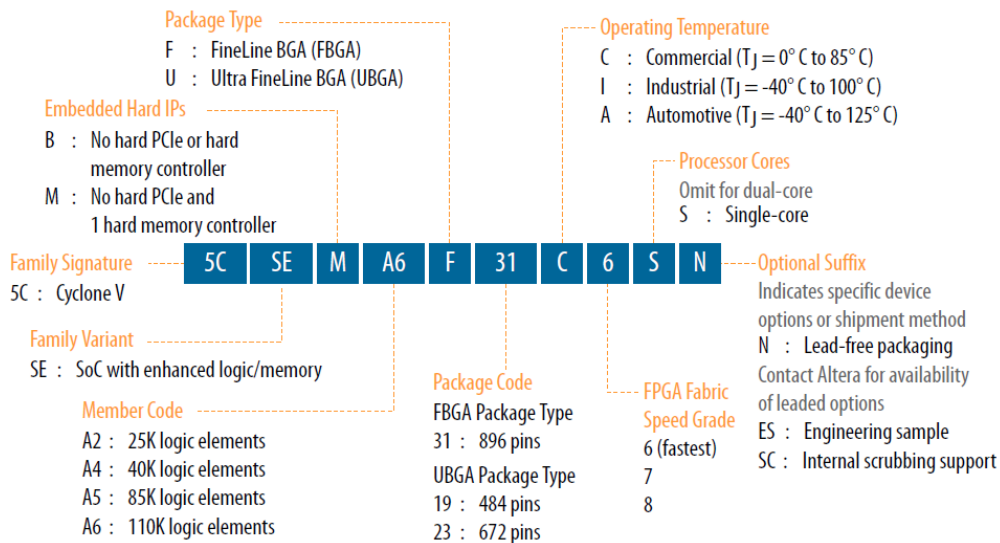 Package Type
F : FineLine BGA (FBGA)
U : Ultra FineLine BGA (UBGA)
Embedded Hard IPs
B : No hard PCIe or hard
memory controller
M : No hard PCIe and
1 hard memory controller
Operating Temperature
C : Commercial (TJ = 0° C to 85° C)
I : Industrial (TJ = -40° C to 100° C)
A : Automotive (TJ = -40° C to 125° C)
Processor Cores
Omit for dual-core
S : Single-core
5C SE M A6 F 31 C 6 S N
Family Signature
5C : Cyclone V
Family Variant
SE : SoC with enhanced logic/memory
Member Code
A2 : 25K logic elements
A4 : 40K logic elements
A5 : 85K logic elements
A6 : 110K logic elements
Package Code
FBGA Package Type
31 : 896 pins
UBGA Package Type
19 : 484 pins
23 : 672 pins
FPGA Fabric
Speed Grade
6 (fastest)
7
8
Optional Suffix
Indicates specific device
options or shipment method
N : Lead-free packaging
Contact Altera for availability
of leaded options
ES : Engineering sample
SC : Internal scrubbing support